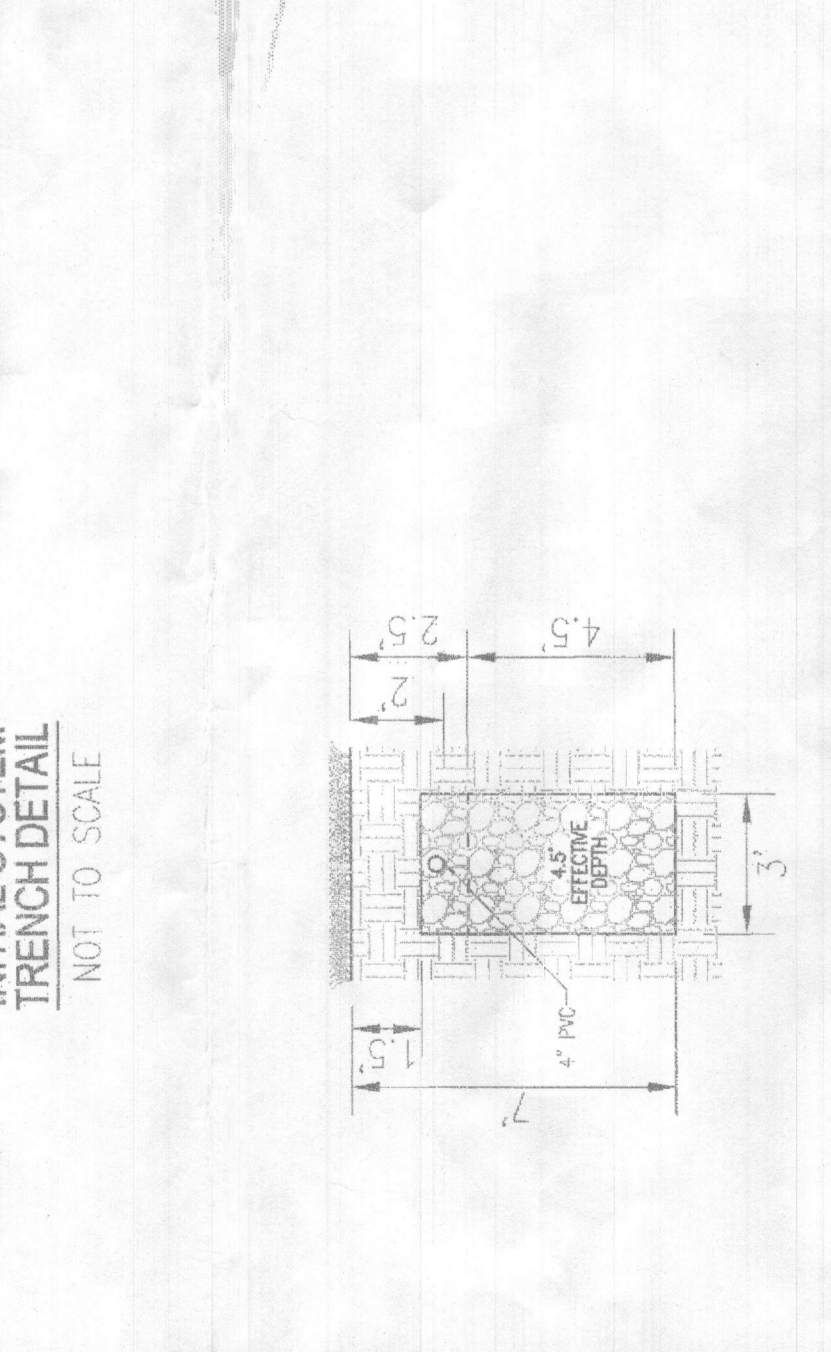 TRENCH DETAIL
NOT TO SCALE
2.5'
2'
4.5'
4.5'
EFFECTIVE
DEPTH
3'
1.5'
4" PVC
7'